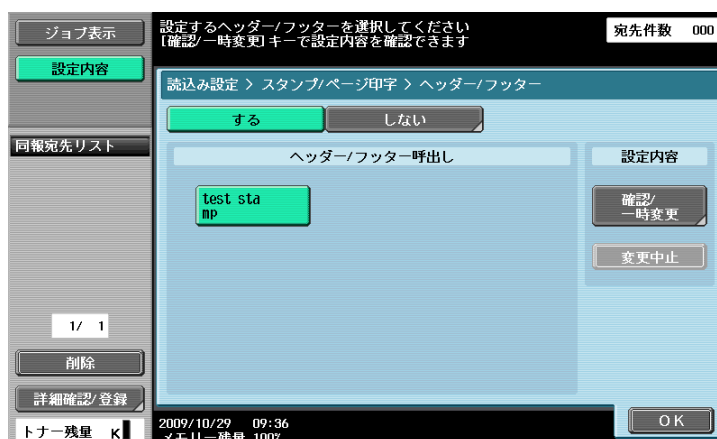 ジョブ表示
設定内容
同報宛先リスト
1/ 1
削除
詳細確認/登録
トナー残量 K
設定するヘッダー/フッターを選択してください
[確認/一時変更]キーで設定内容を確認できます
宛先件数 000
読込み設定 > スタンプ/ページ印字 > ヘッダー/フッター
する
しない
ヘッダー/フッター呼出し
test sta
mp
設定内容
確認/
一時変更
変更中止
2009/10/29 09:36
メモリー残量 100%
OK